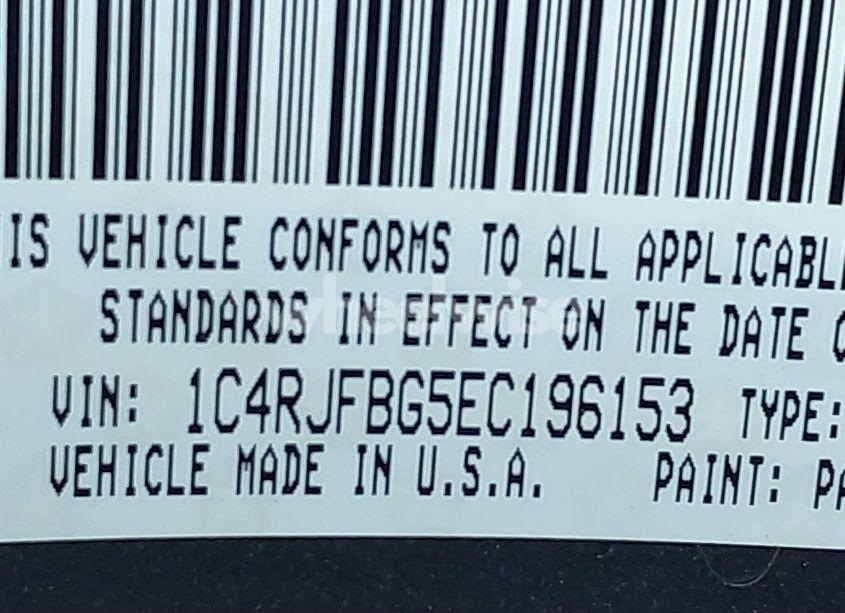 IS VEHICLE CONFORMS TO ALL APPLICABL
STANDARDS IN EFFECT ON THE DATE
VIN: 1C4RJFBG5EC196153 TYPE:
VEHICLE MADE IN U.S.A. PAINT: PA